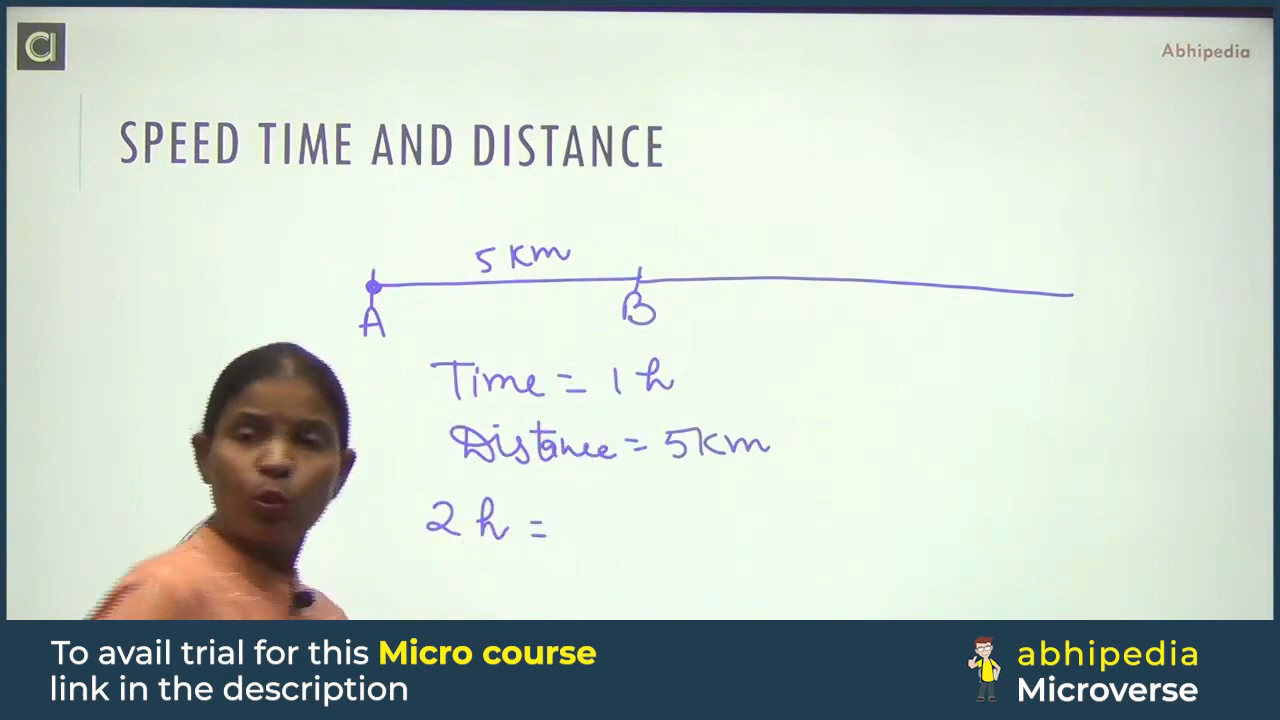 Abhipedia
SPEED TIME AND DISTANCE
5 Km
A B
Time = 1 h
Distance = 5 Km
2 h =
To avail trial for this Micro course
link in the description
abhipedia
Microverse